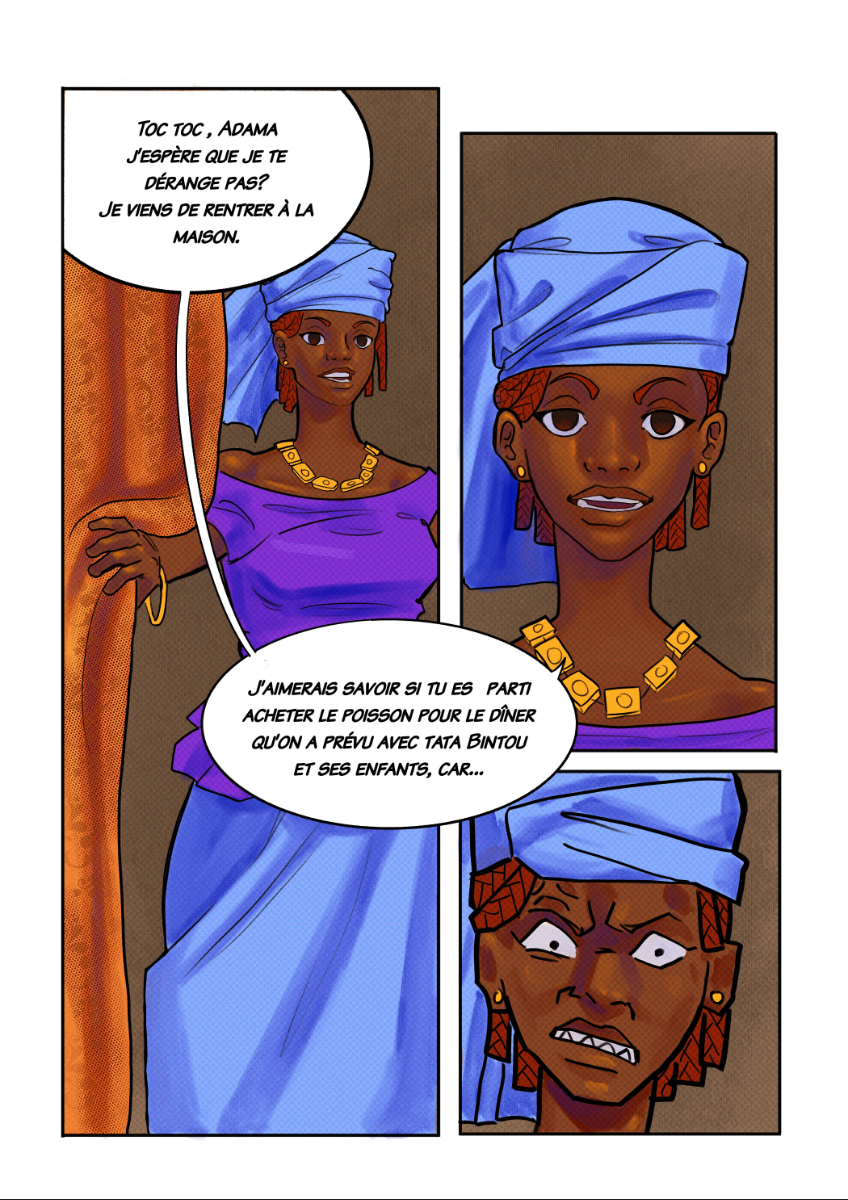 Toc toc , Adama
j'espère que je te
dérange pas?
Je viens de rentrer à la
maison.
J'aimerais savoir si tu es parti
acheter le poisson pour le dîner
qu'on a prévu avec tata Bintou
et ses enfants, car...